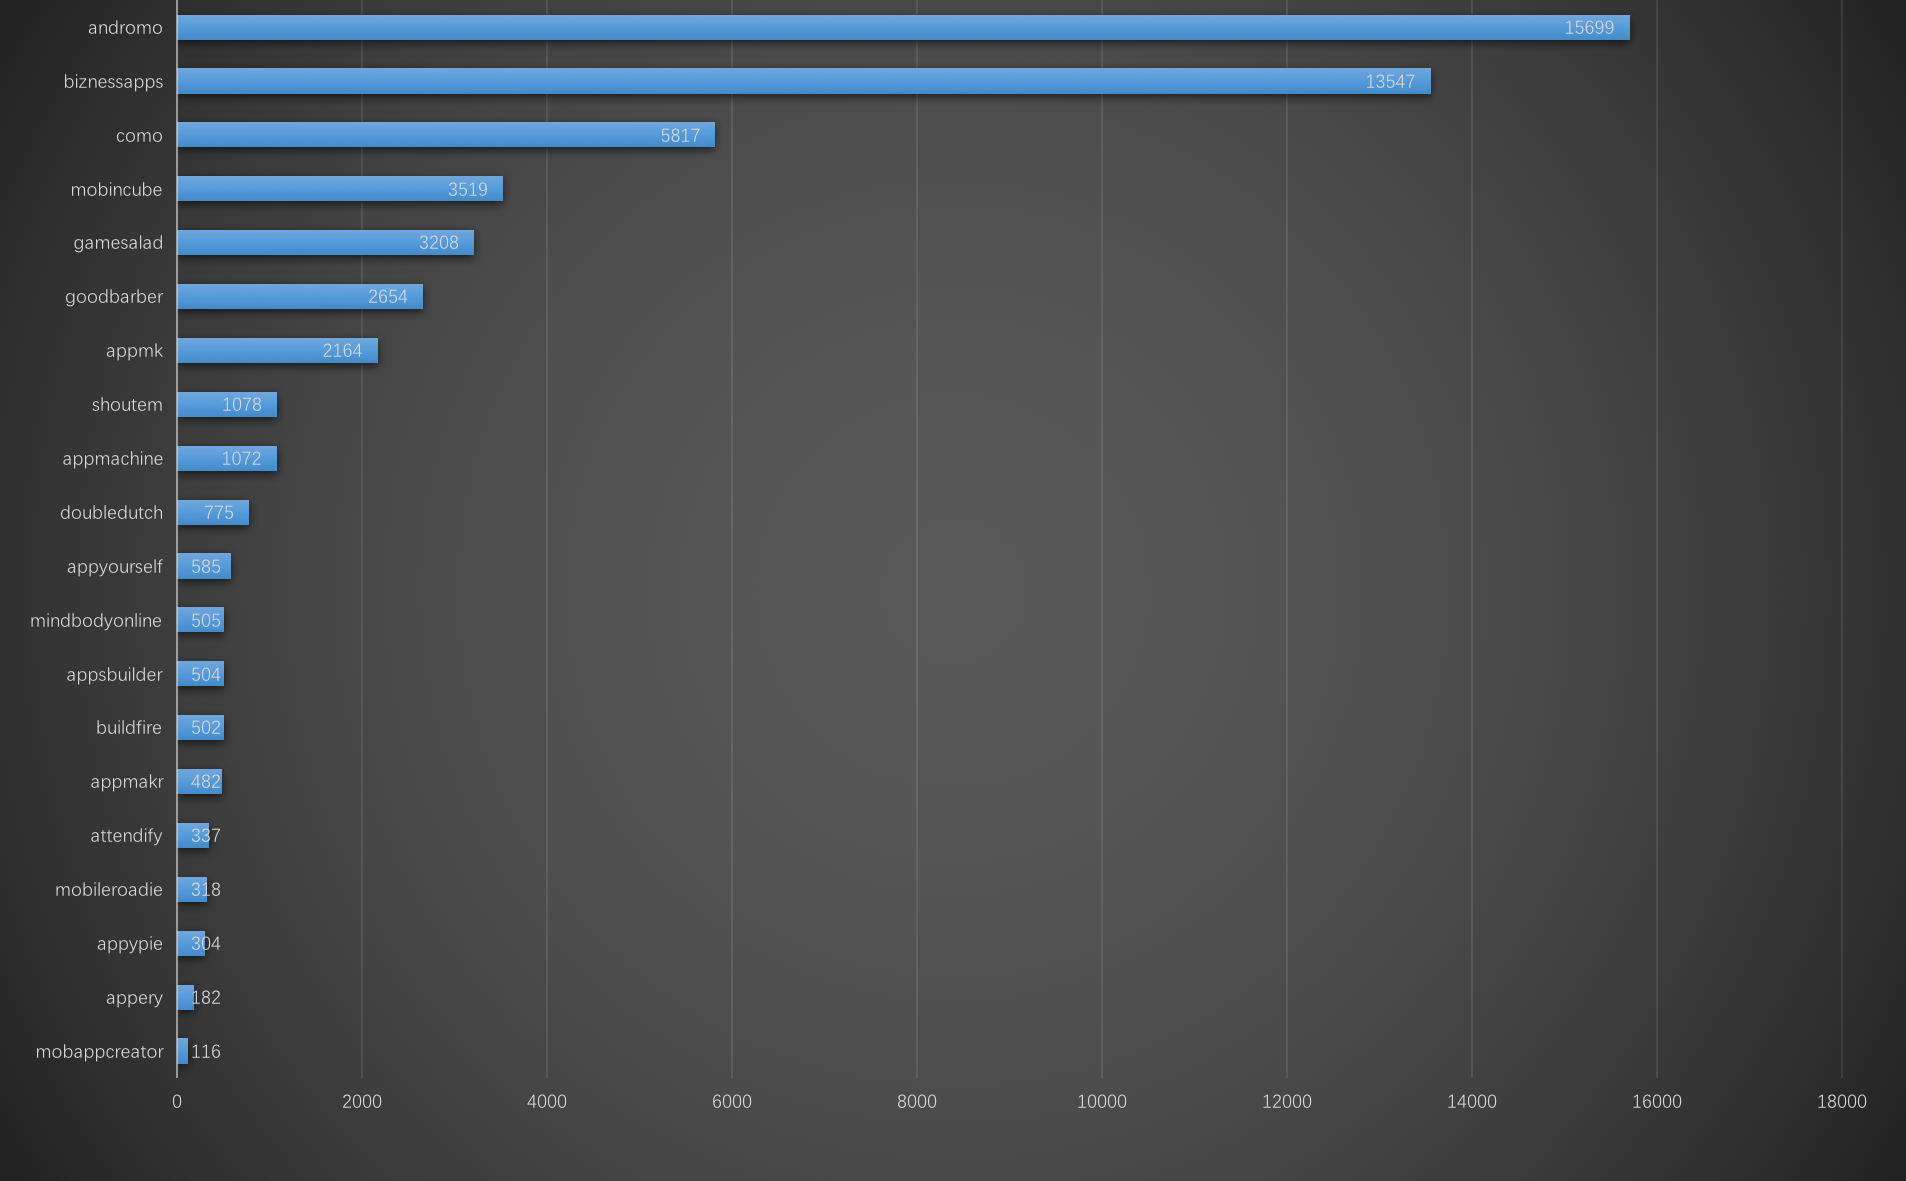 andromo 15699
biznessapps 13547
como 5817
mobincube 3519
gamesalad 3208
goodbarber 2654
appmk 2164
shoutem 1078
appmachine 1072
doubledutch 775
appyourself 585
mindbodyonline 505
appsbuilder 504
buildfire 502
appmakr 482
attendify 337
mobileroadie 318
appypie 304
appery 182
mobappcreator 116
0 2000 4000 6000 8000 10000 12000 14000 16000 18000